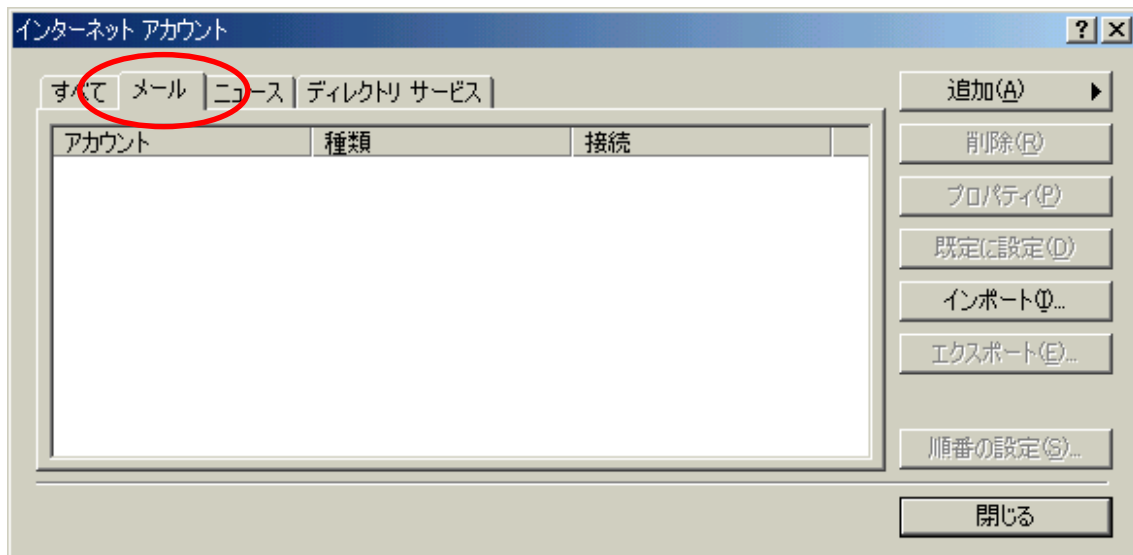 インターネット アカウント
すべて メール ニュース ディレクトリ サービス
アカウント 種類 接続
追加(A)
削除(R)
プロパティ(P)
既定に設定(D)
インポート(I)...
エクスポート(E)...
順番の設定(S)...
閉じる